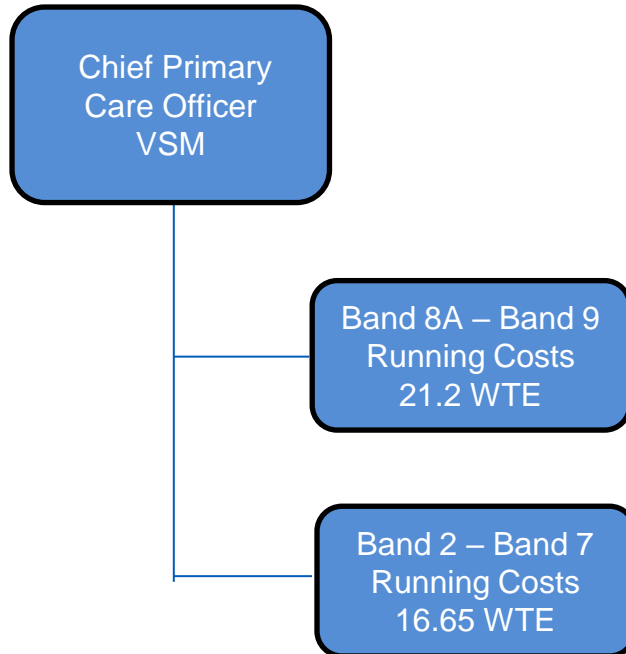 Chief Primary
Care Officer
VSM
Band 8A – Band 9
Running Costs
21.2 WTE
Band 2 – Band 7
Running Costs
16.65 WTE